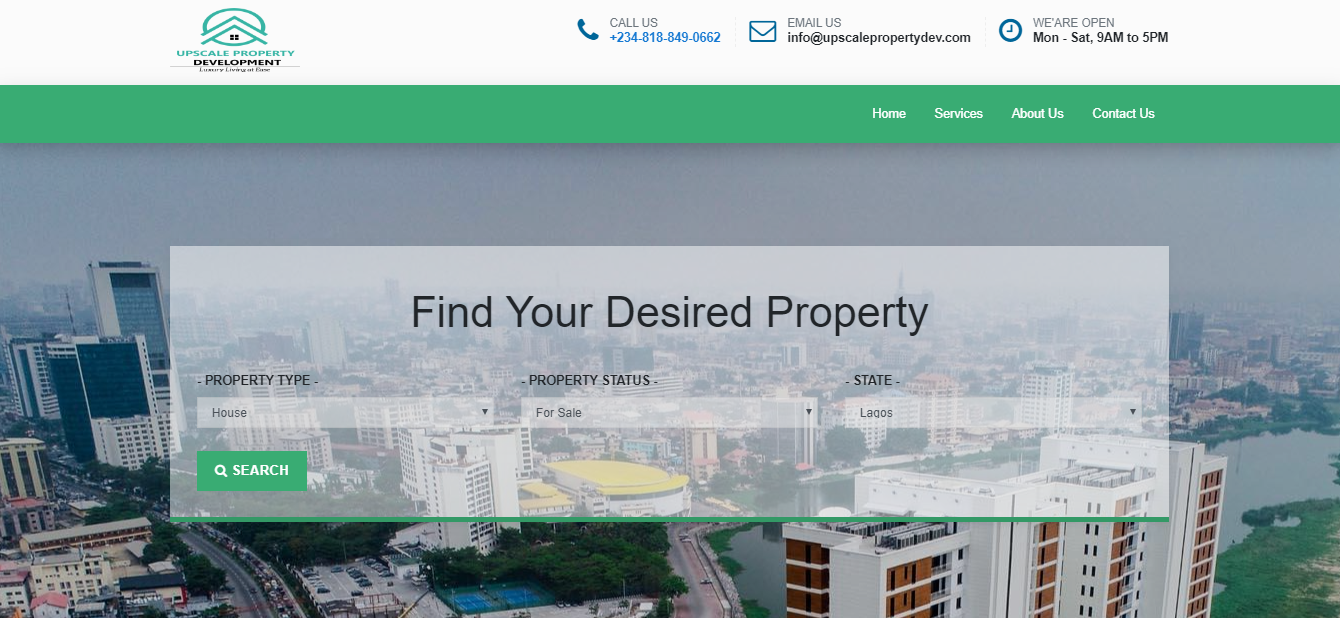 UPSCALE PROPERTY
DEVELOPMENT
Luxury Living at Ease
CALL US
+234-818-849-0662
EMAIL US
info@upscalepropertydev.com
WE'ARE OPEN
Mon - Sat, 9AM to 5PM
Home Services About Us Contact Us
Find Your Desired Property
- PROPERTY TYPE - - PROPERTY STATUS - - STATE -
House For Sale Lagos
SEARCH